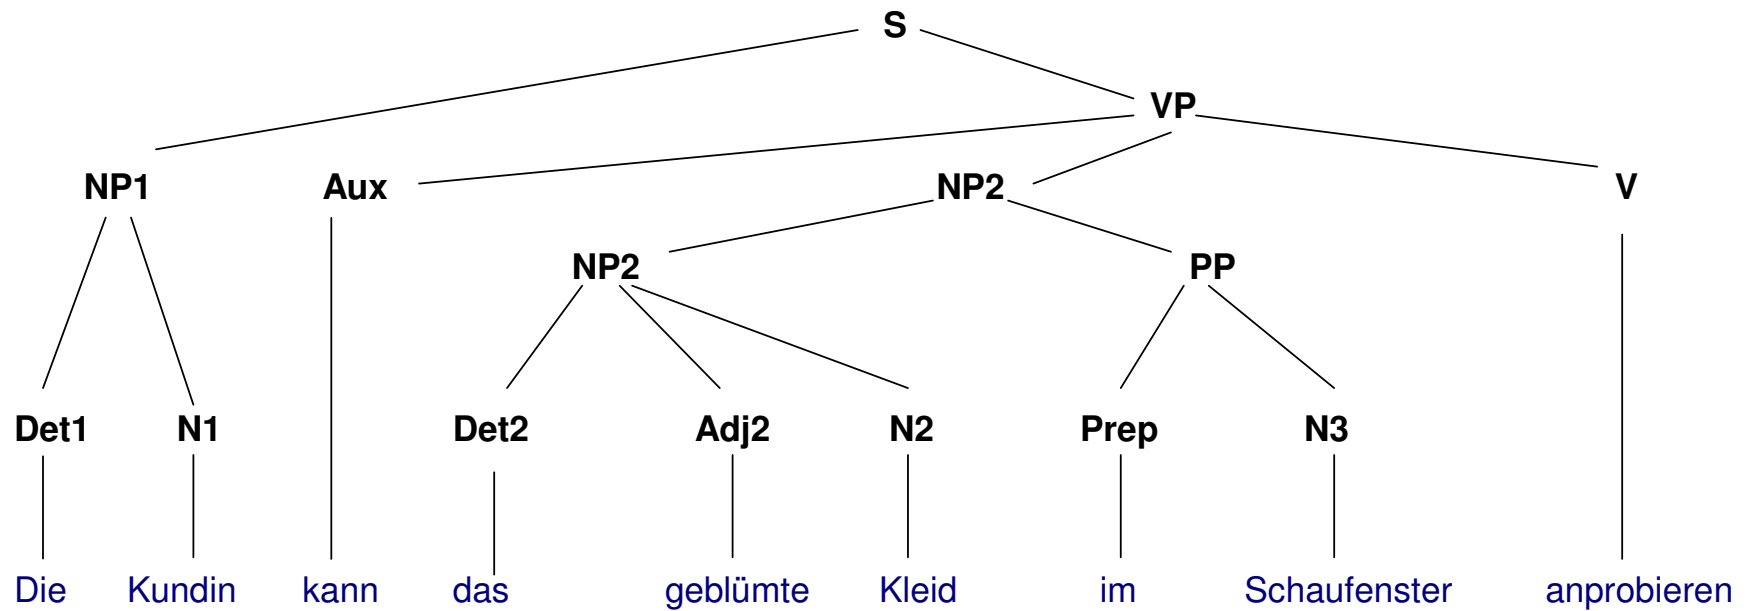 S
VP
NP1 Aux NP2 V
NP2 PP
Det1 N1 Det2 Adj2 N2 Prep N3
Die Kundin kann das geblümte Kleid im Schaufenster anprobieren